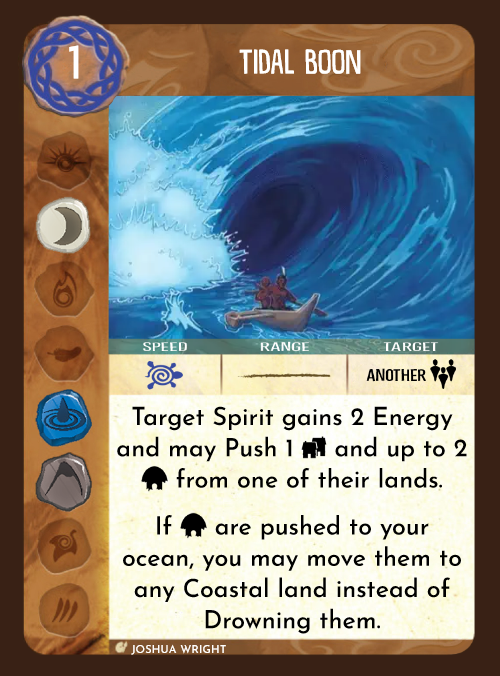 1
TIDAL BOON
SPEED RANGE TARGET
ANOTHER
Target Spirit gains 2 Energy
and may Push 1 and up to 2
from one of their lands.
If are pushed to your
ocean, you may move them to
any Coastal land instead of
Drowning them.
JOSHUA WRIGHT